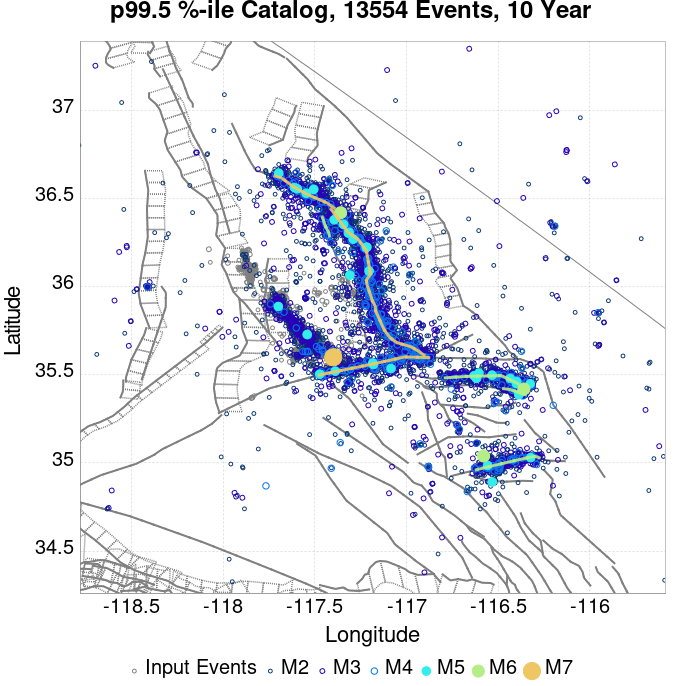 p99.5 %-ile Catalog, 13554 Events, 10 Year
37
36.5
36
35.5
35
34.5
Latitude
-118.5 -118 -117.5 -117 -116.5 -116
Longitude
Input Events M2 M3 M4 M5 M6 M7